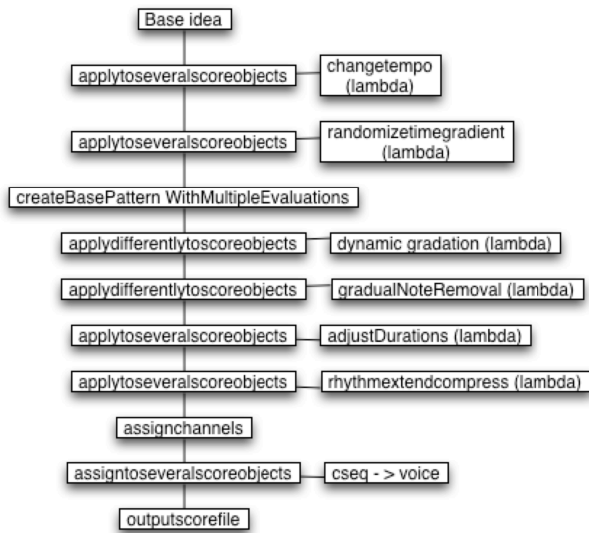 Base idea
applytoseveralscoreobjects
changetempo
(lambda)
applytoseveralscoreobjects
randomizetimegradient
(lambda)
createBasePattern WithMultipleEvaluations
applydifferentlytoscoreobjects
dynamic gradation (lambda)
applydifferentlytoscoreobjects
gradualNoteRemoval (lambda)
applytoseveralscoreobjects
adjustDurations (lambda)
applytoseveralscoreobjects
rhythmextendcompress (lambda)
assignchannels
assigntoseveralscoreobjects
cseq - > voice
outputscorefile